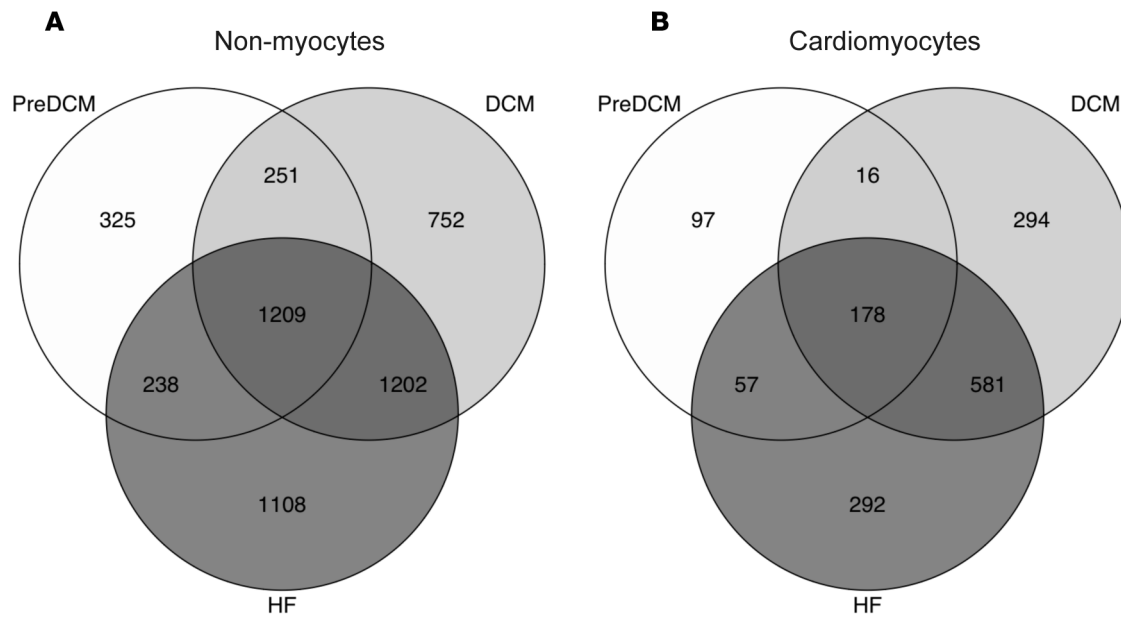 A
Non-myocytes
PreDCM
DCM
251
325
752
1209
238
1202
1108
HF
B
Cardiomyocytes
PreDCM
DCM
16
97
294
178
57
581
292
HF